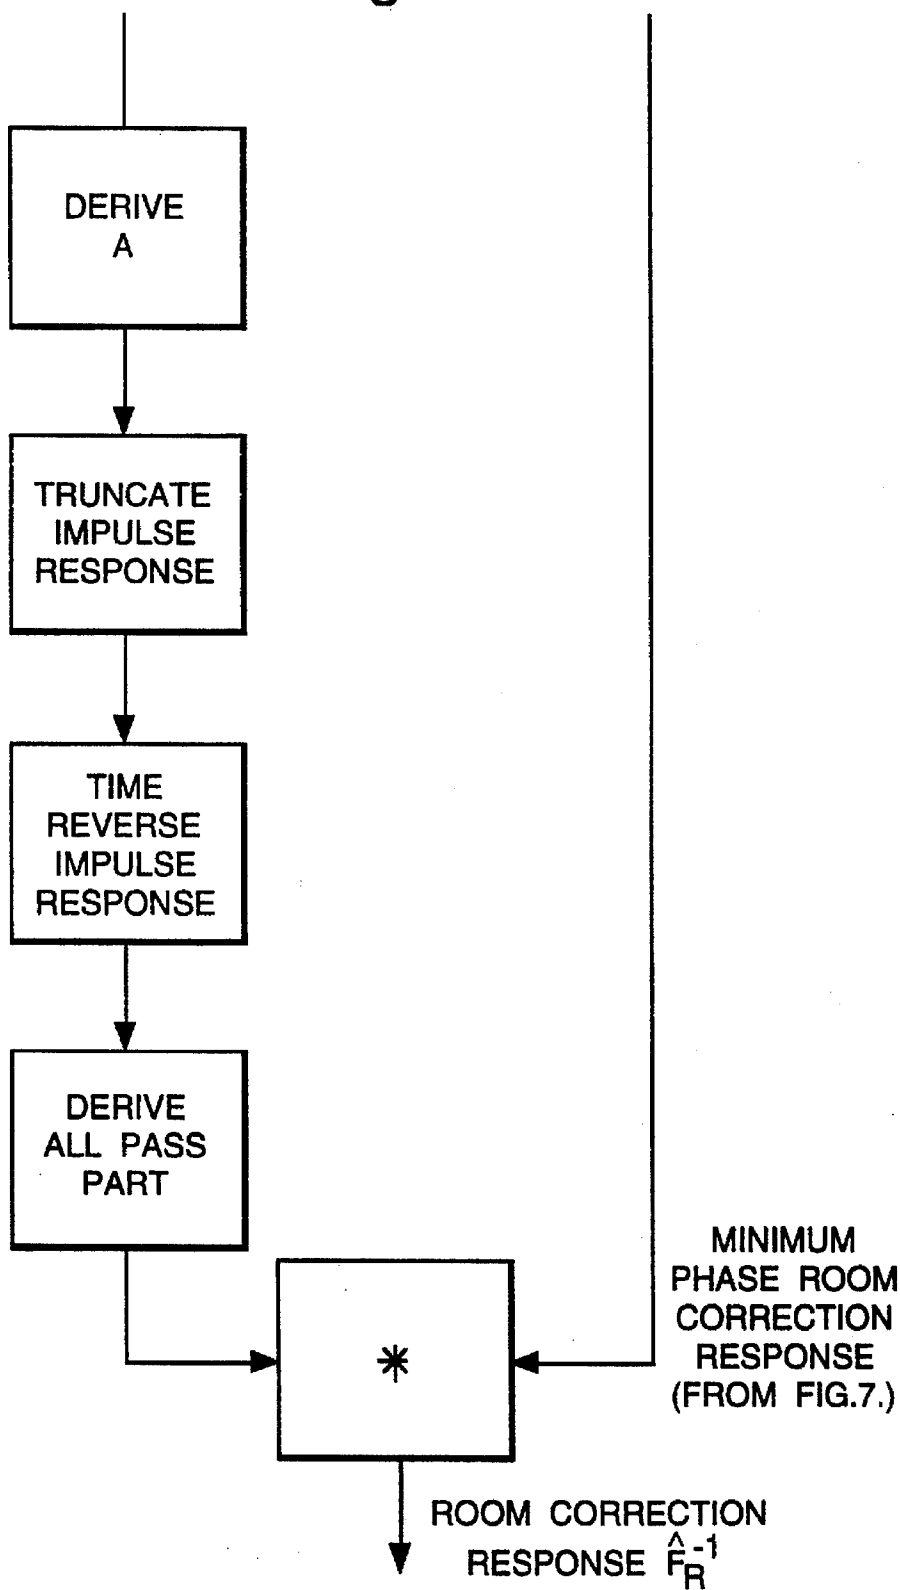 DERIVE
A
TRUNCATE
IMPULSE
RESPONSE
TIME
REVERSE
IMPULSE
RESPONSE
DERIVE
ALL PASS
PART
*
MINIMUM
PHASE ROOM
CORRECTION
RESPONSE
(FROM FIG.7.)
ROOM CORRECTION
RESPONSE F̂_R^-1